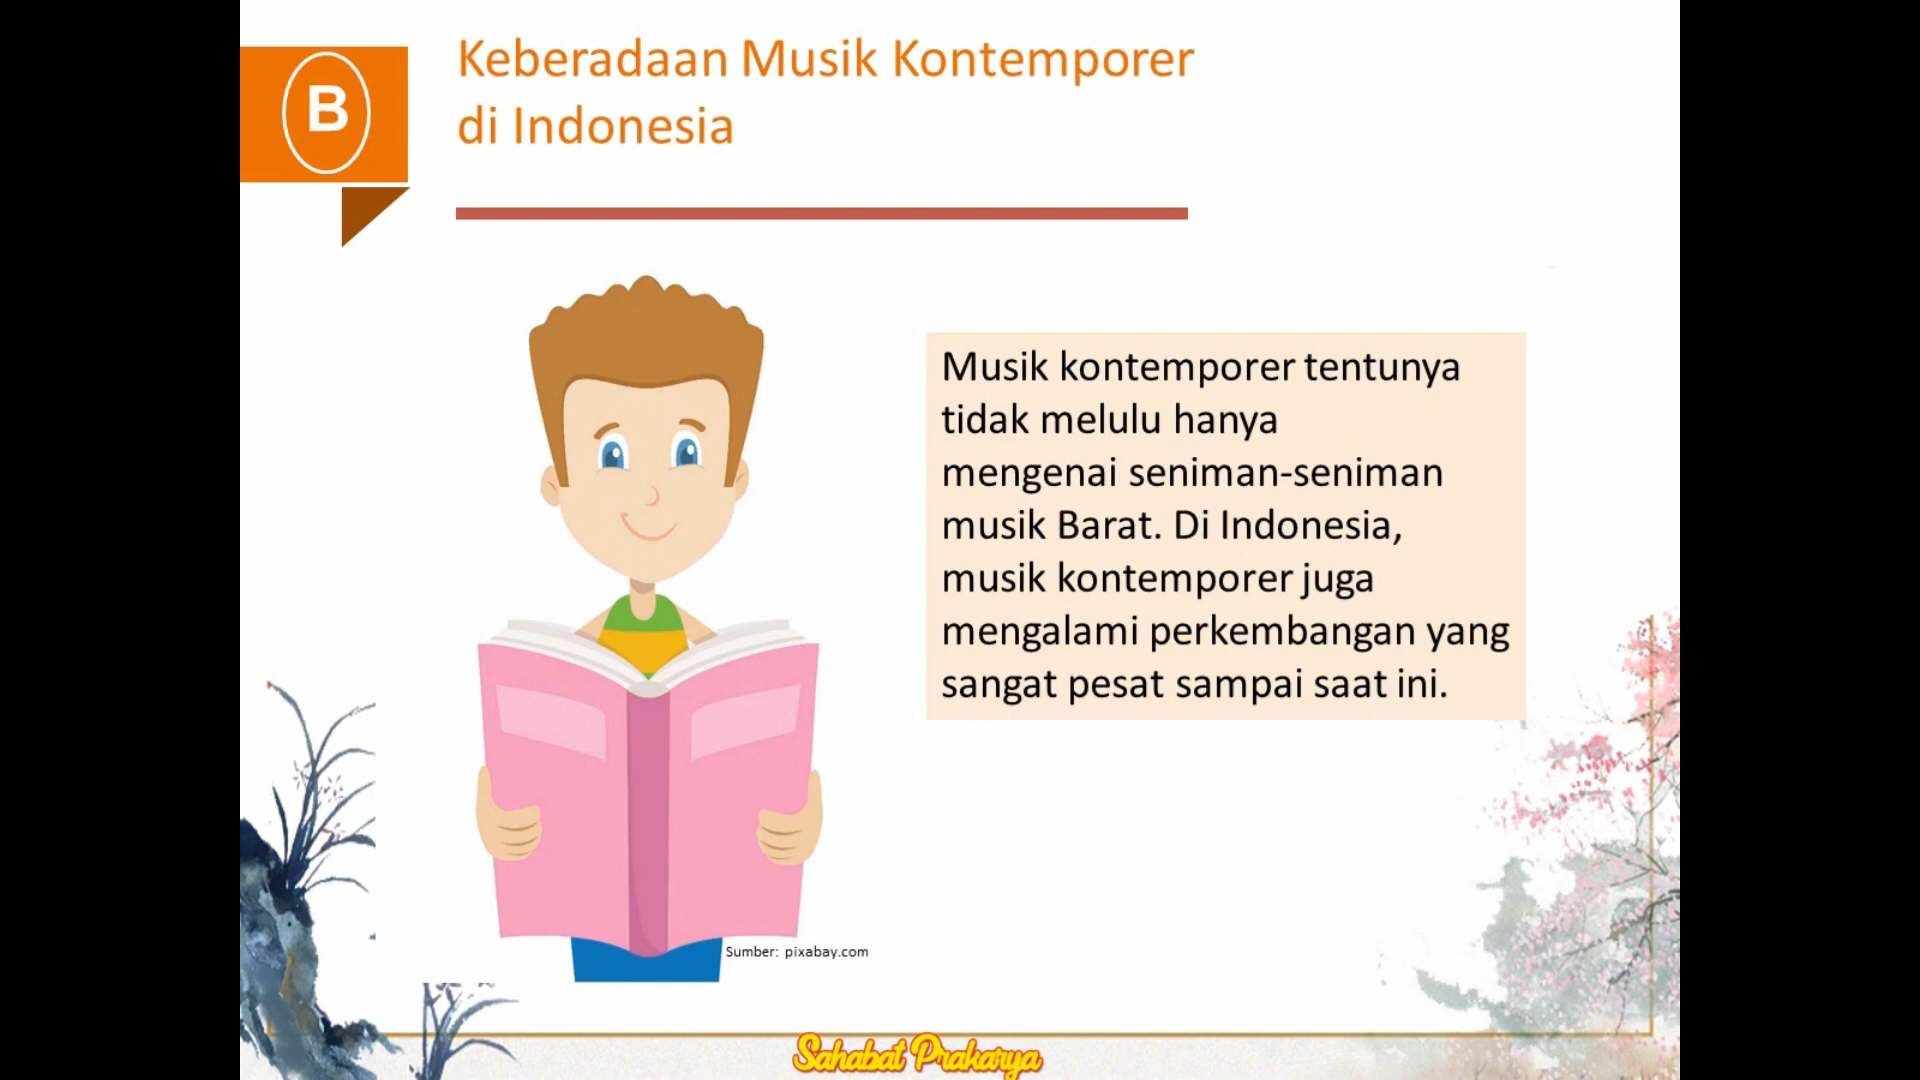 B
Keberadaan Musik Kontemporer
di Indonesia
Musik kontemporer tentunya
tidak melulu hanya
mengenai seniman-seniman
musik Barat. Di Indonesia,
musik kontemporer juga
mengalami perkembangan yang
sangat pesat sampai saat ini.
Sumber: pixabay.com
Sahabat Prakarya